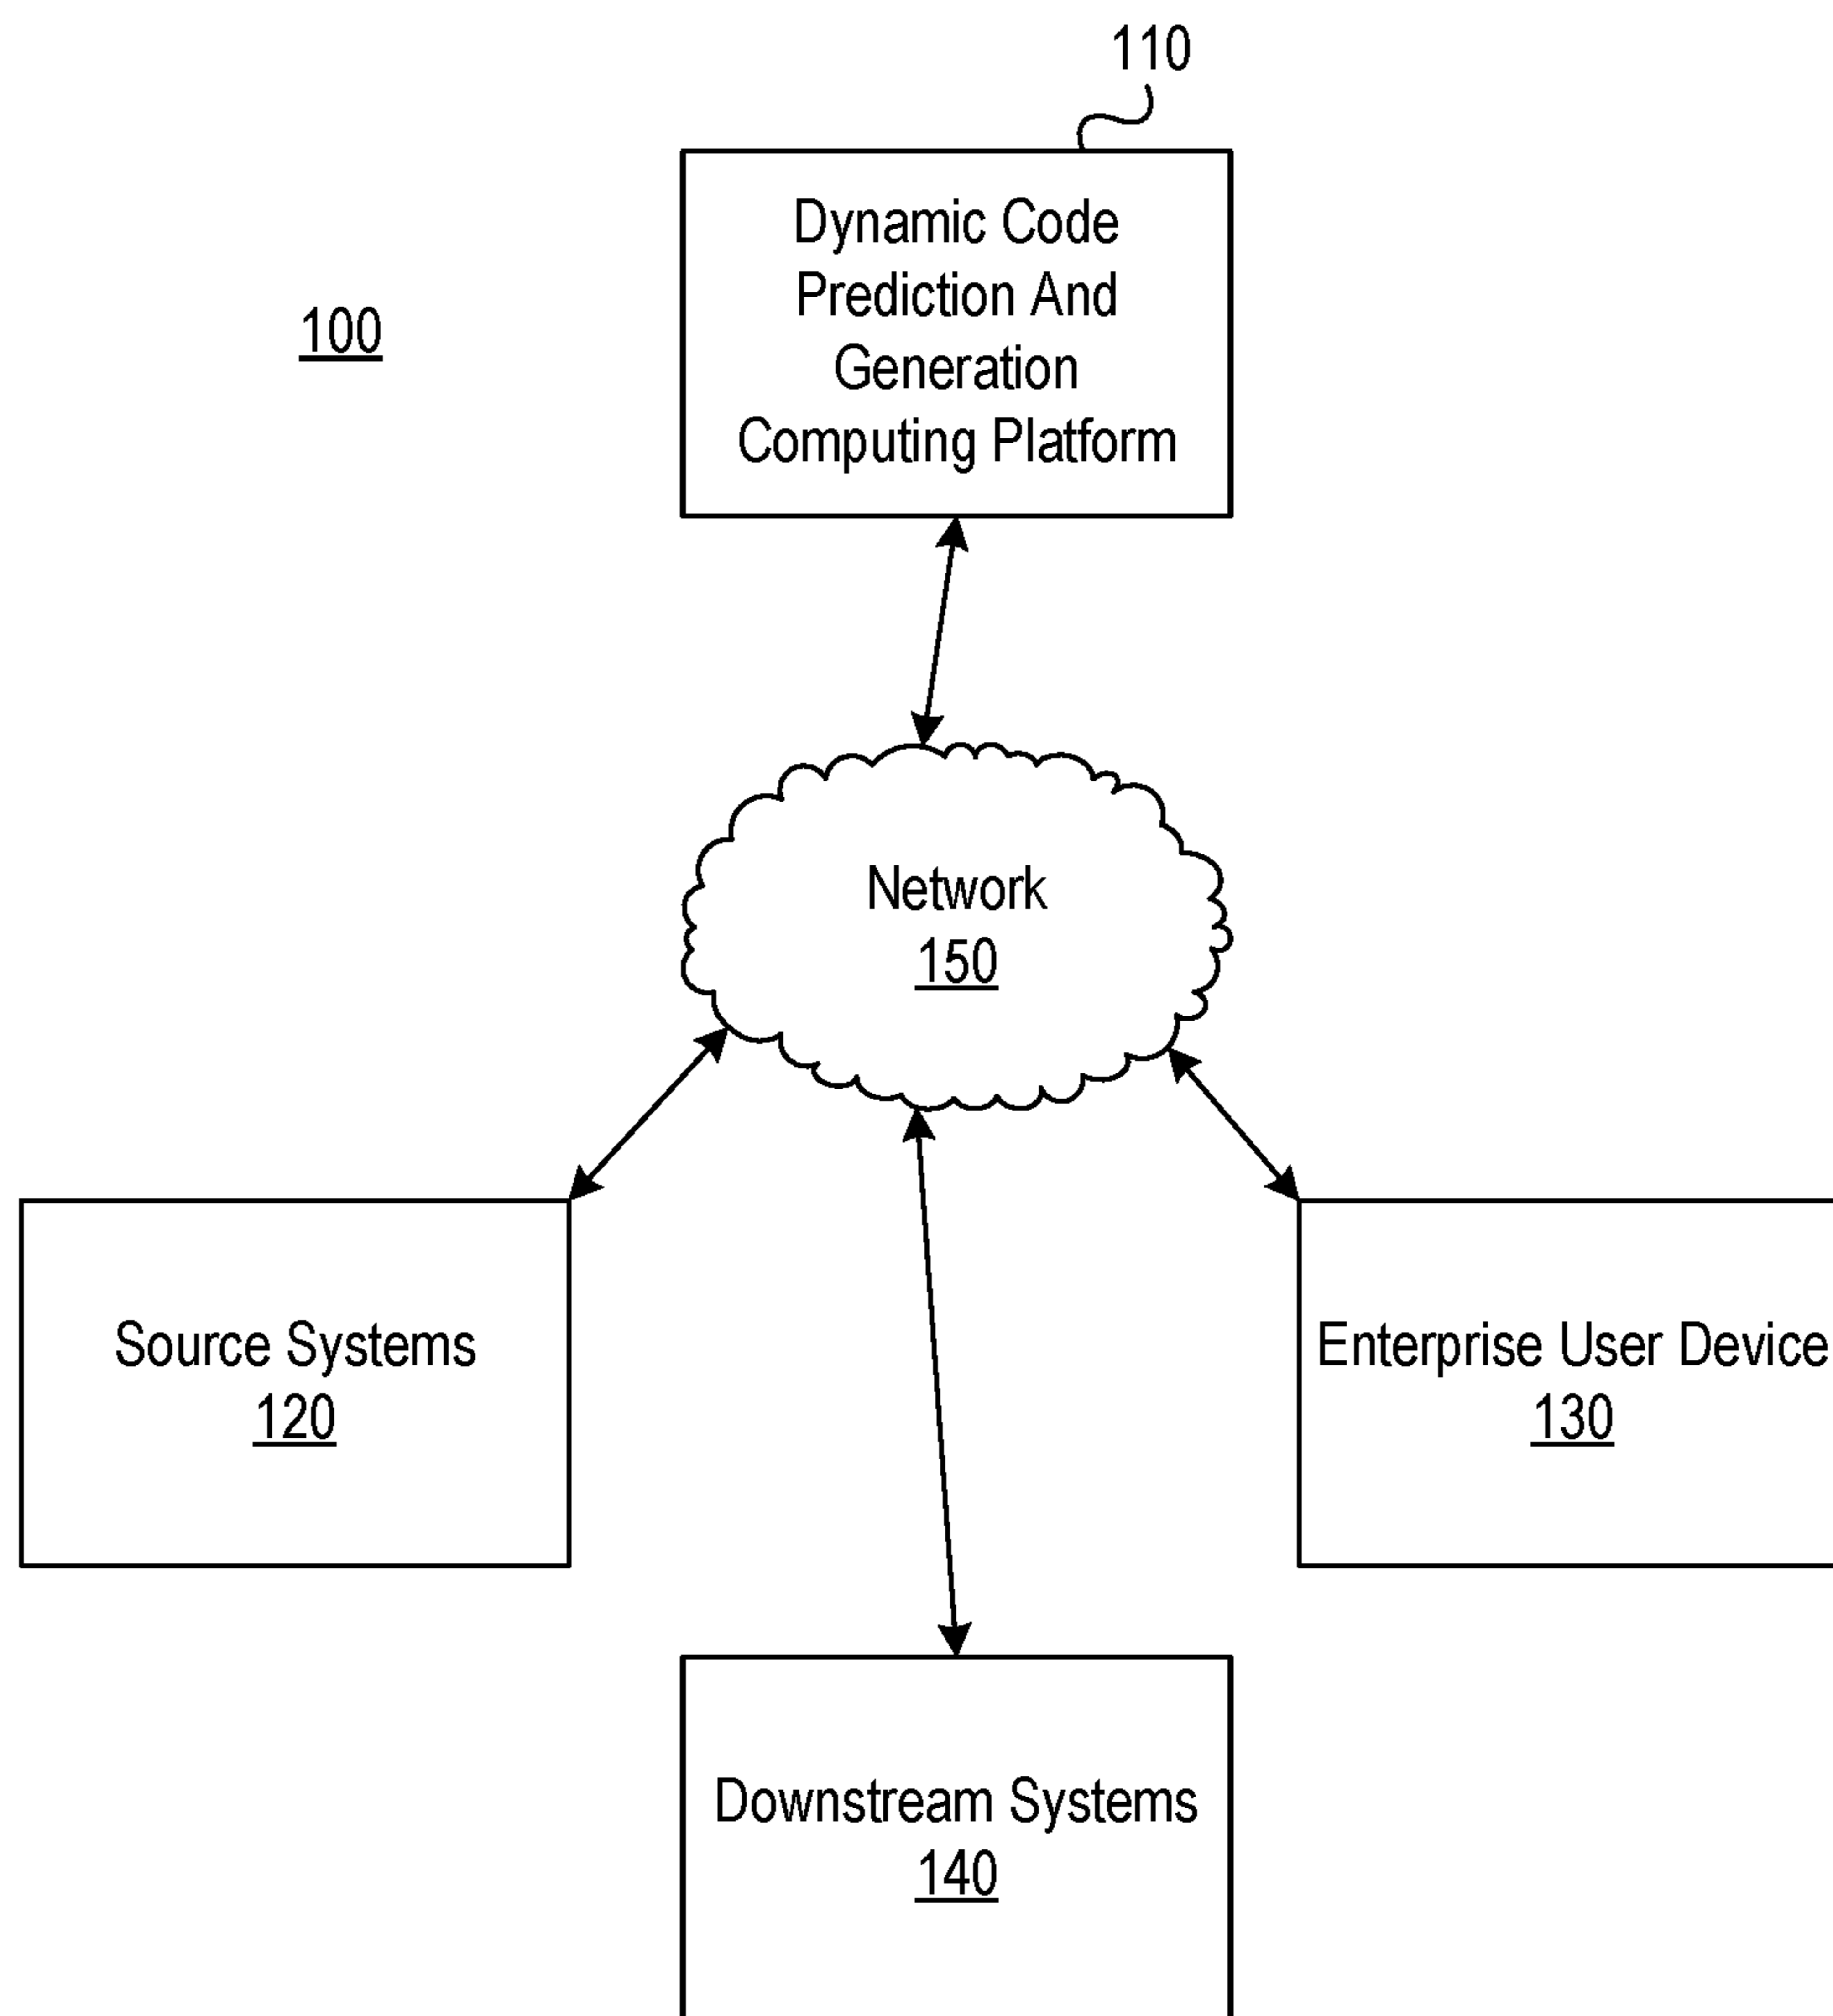 110
Dynamic Code
Prediction And
Generation
Computing Platform
100
Network
150
Source Systems
120
Enterprise User Device
130
Downstream Systems
140